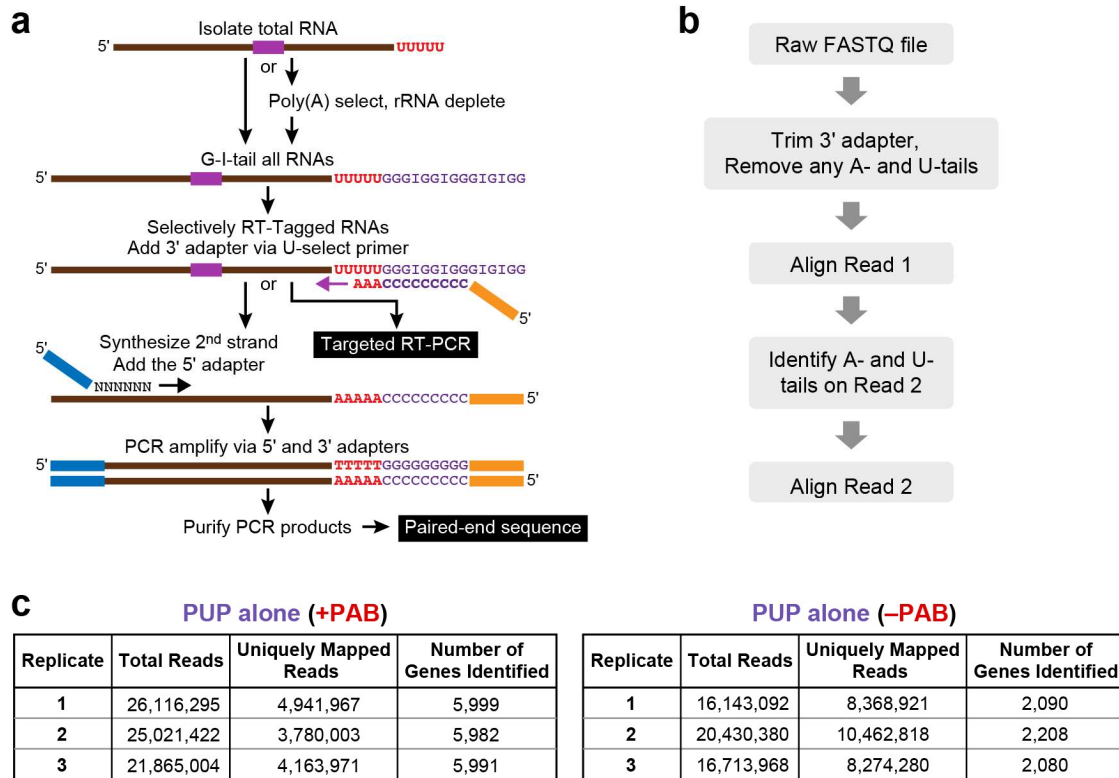 a
Isolate total RNA
5' UUUUU
or
Poly(A) select, rRNA deplete
G-I-tail all RNAs
5' UUUUUGGGIGGIGGGIGIGG
Selectively RT-Tagged RNAs
Add 3' adapter via U-select primer
5' UUUUUGGGIGGIGGGIGIGG
or AAACCCCCCCCC
5'
Targeted RT-PCR
Synthesize 2nd strand
Add the 5' adapter
5'
NNNNNN
AAAAACCCCCCCCC 5'
PCR amplify via 5' and 3' adapters
5' TTTTTGGGGGGGGG
AAAAACCCCCCCCC 5'
Purify PCR products Paired-end sequence
b
Raw FASTQ file
Trim 3' adapter,
Remove any A- and U-tails
Align Read 1
Identify A- and U-
tails on Read 2
Align Read 2
c
PUP alone (+PAB)
Replicate Total Reads Uniquely Mapped Reads Number of Genes Identified
1 26,116,295 4,941,967 5,999
2 25,021,422 3,780,003 5,982
3 21,865,004 4,163,971 5,991
PUP alone (–PAB)
Replicate Total Reads Uniquely Mapped Reads Number of Genes Identified
1 16,143,092 8,368,921 2,090
2 20,430,380 10,462,818 2,208
3 16,713,968 8,274,280 2,080